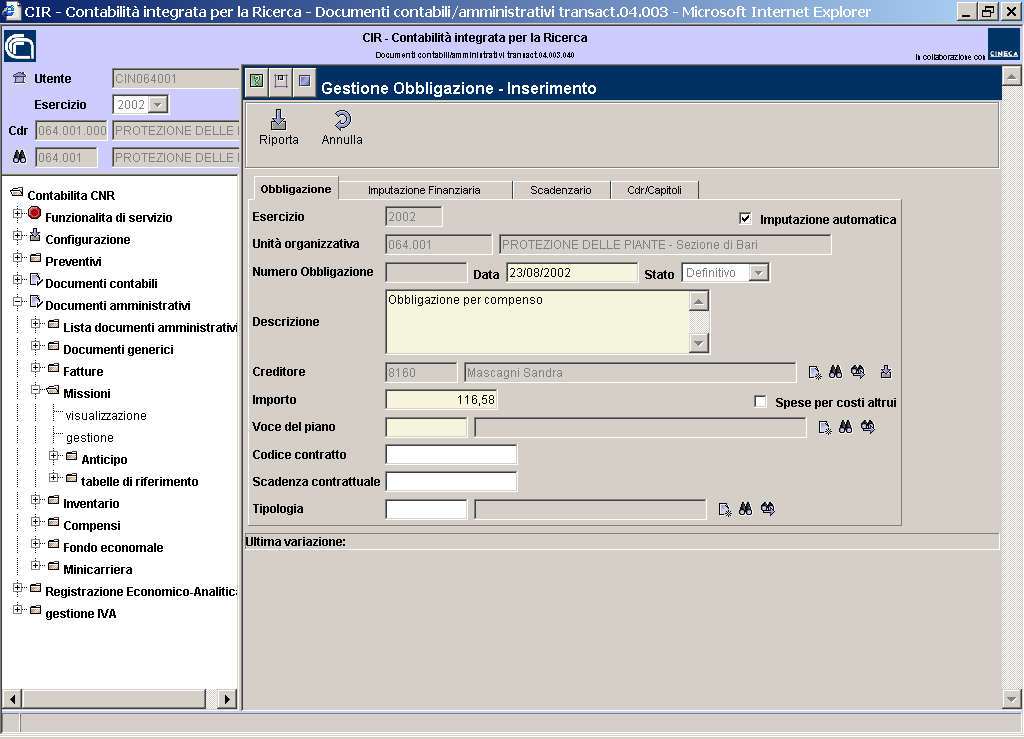 CIR - Contabilità integrata per la Ricerca - Documenti contabili/amministrativi transact.04.003 - Microsoft Internet Explorer
CIR - Contabilità integrata per la Ricerca
Documenti contabili/amministrativi transact.04.003.040
in collaborazione con CINECA
Utente CIN064001
Esercizio 2002
Cdr 064.001.000 PROTEZIONE DELLE
064.001 PROTEZIONE DELLE
Gestione Obbligazione - Inserimento
Riporta Annulla
Contabilita CNR
Funzionalita di servizio
Configurazione
Preventivi
Documenti contabili
Documenti amministrativi
Lista documenti amministrativi
Documenti generici
Fatture
Missioni
visualizzazione
gestione
Anticipo
tabelle di riferimento
Inventario
Compensi
Fondo economale
Minicarriera
Registrazione Economico-Analitica
gestione IVA
Obbligazione Imputazione Finanziaria Scadenzario Cdr/Capitoli
Esercizio 2002 Imputazione automatica
Unità organizzativa 064.001 PROTEZIONE DELLE PIANTE - Sezione di Bari
Numero Obbligazione Data 23/08/2002 Stato Definitivo
Descrizione Obbligazione per compenso
Creditore 8160 Mascagni Sandra
Importo 116,58 Spese per costi altrui
Voce del piano
Codice contratto
Scadenza contrattuale
Tipologia
Ultima variazione: